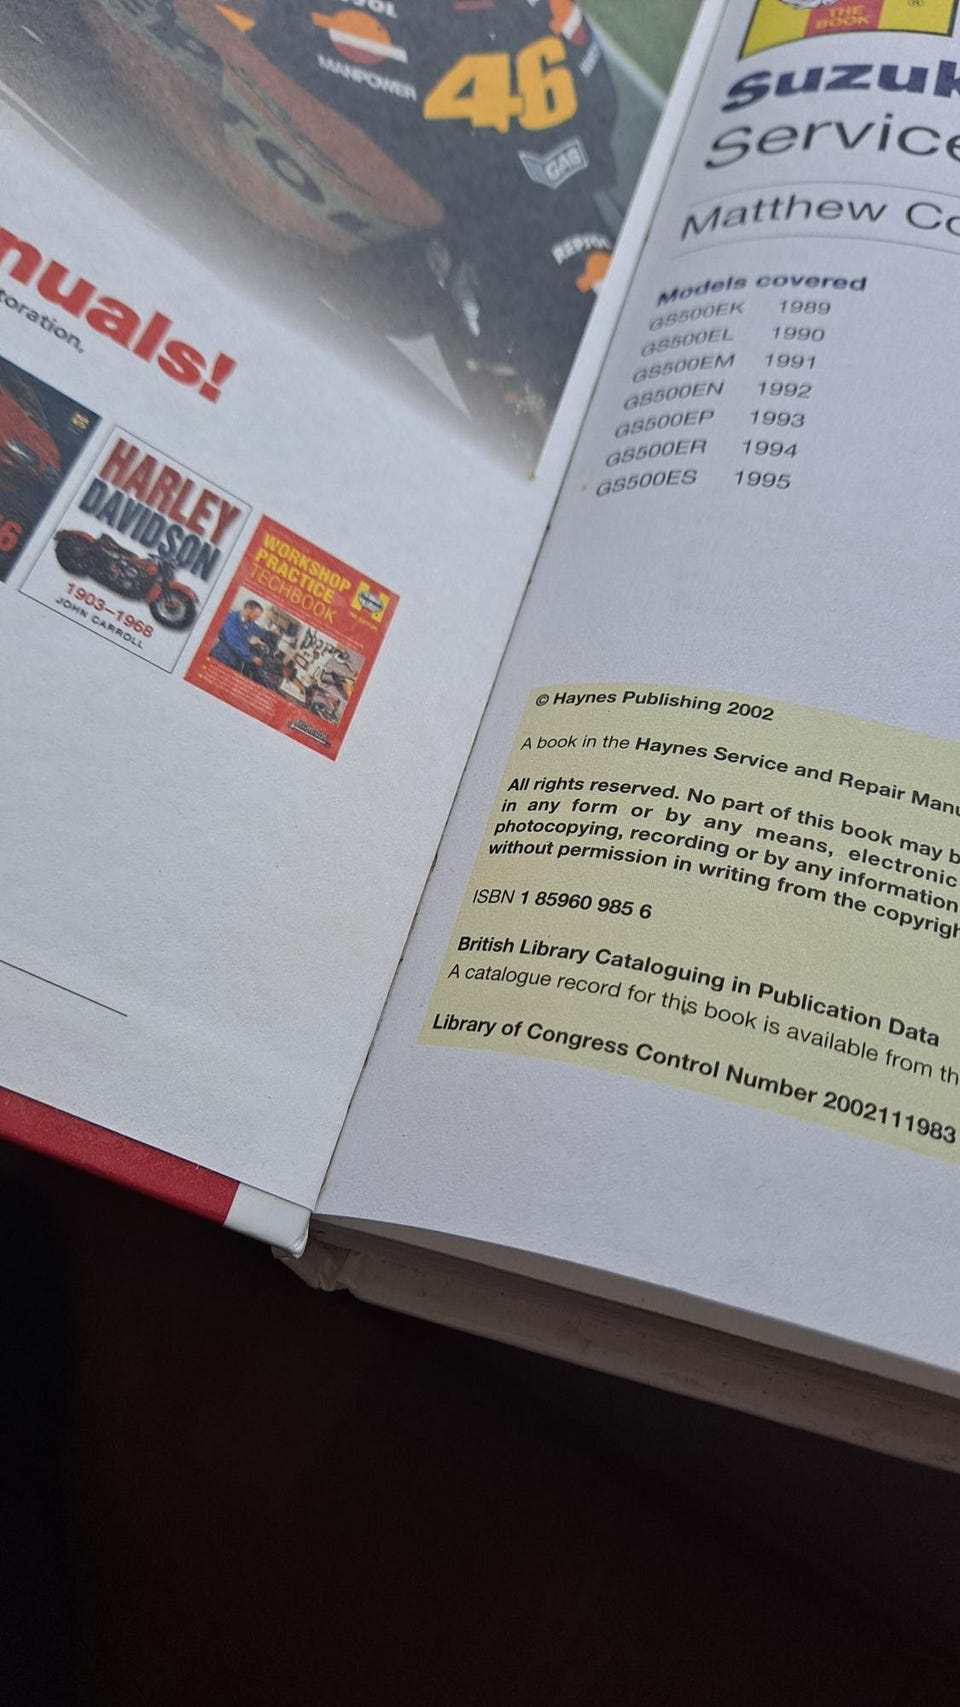 MANPOWER
46
GAS
REPSOL
nuals!
toration,
HARLEY
DAVIDSON
1903–1968
JOHN CARROLL
WORKSHOP
PRACTICE
TECHBOOK
THE
BOOK
®
Suzuk
Service
Matthew Co
Models covered
GS500EK 1989
GS500EL 1990
GS500EM 1991
GS500EN 1992
GS500EP 1993
GS500ER 1994
GS500ES 1995
© Haynes Publishing 2002
A book in the Haynes Service and Repair Manu
All rights reserved. No part of this book may b
in any form or by any means, electronic
photocopying, recording or by any information
without permission in writing from the copyrigh
ISBN 1 85960 985 6
British Library Cataloguing in Publication Data
A catalogue record for this book is available from th
Library of Congress Control Number 2002111983